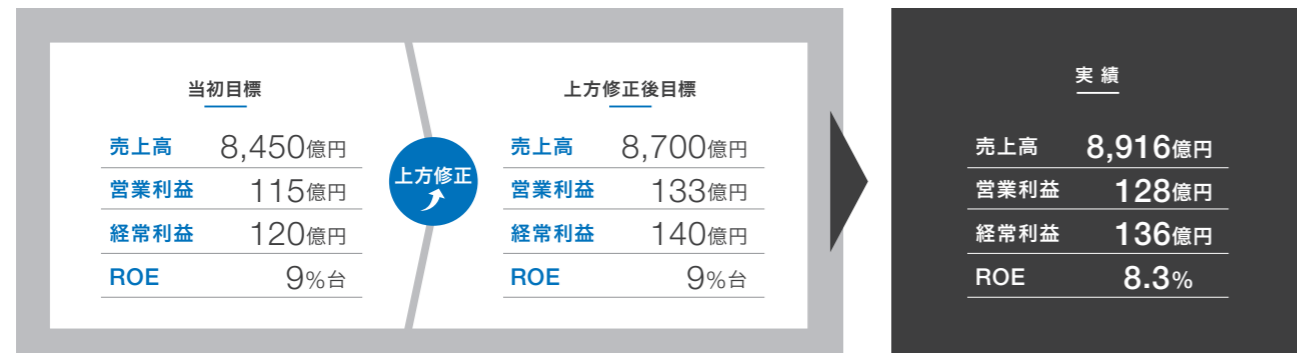 当初目標
売上高 8,450億円
営業利益 115億円
経常利益 120億円
ROE 9%台
上方修正
上方修正後目標
売上高 8,700億円
営業利益 133億円
経常利益 140億円
ROE 9%台
実績
売上高 8,916億円
営業利益 128億円
経常利益 136億円
ROE 8.3%